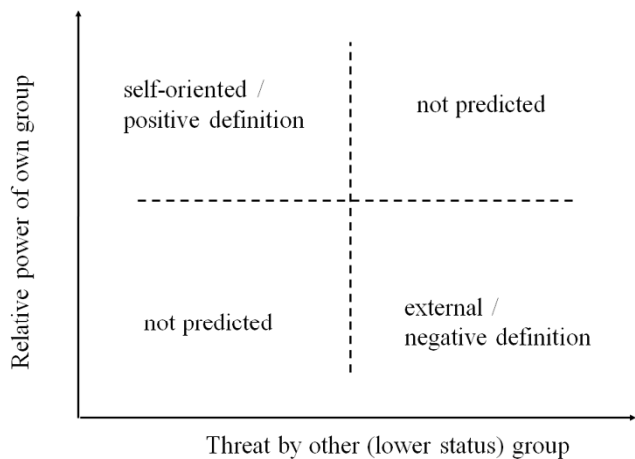 Relative power of own group
self-oriented /
positive definition
not predicted
not predicted
external /
negative definition
Threat by other (lower status) group